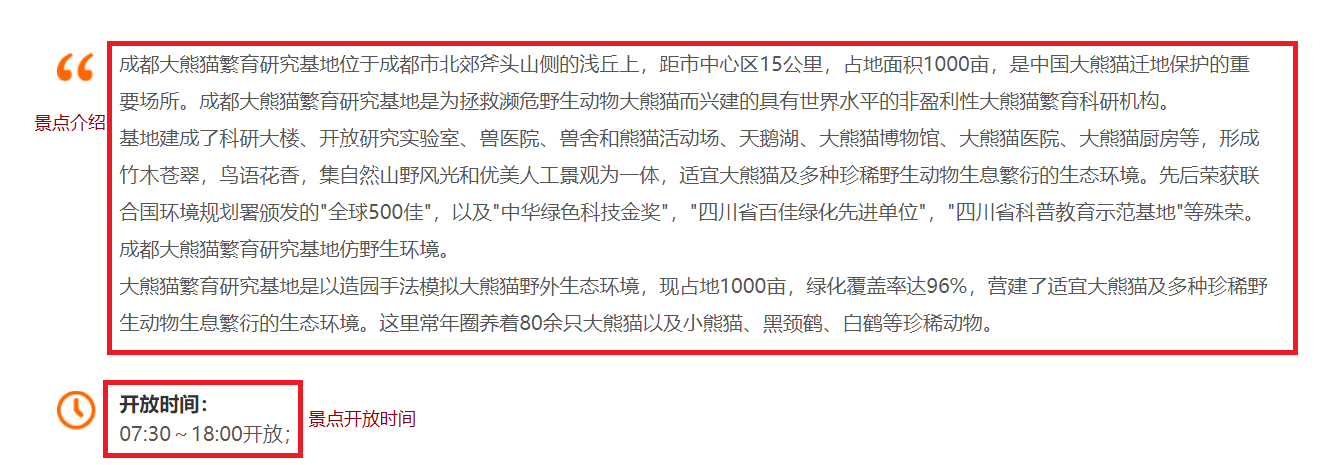 成都大熊猫繁育研究基地位于成都市北郊斧头山侧的浅丘上，距市中心区15公里，占地面积1000亩，是中国大熊猫迁地保护的重
要场所。成都大熊猫繁育研究基地是为拯救濒危野生动物大熊猫而兴建的具有世界水平的非盈利性大熊猫繁育科研机构。
景点介绍
基地建成了科研大楼、开放研究实验室、兽医院、兽舍和熊猫活动场、天鹅湖、大熊猫博物馆、大熊猫医院、大熊猫厨房等，形成
竹木苍翠，鸟语花香，集自然山野风光和优美人工景观为一体，适宜大熊猫及多种珍稀野生动物生息繁衍的生态环境。先后荣获联
合国环境规划署颁发的"全球500佳"，以及"中华绿色科技金奖"，"四川省百佳绿化先进单位"，"四川省科普教育示范基地"等殊荣。
成都大熊猫繁育研究基地仿野生环境。
大熊猫繁育研究基地是以造园手法模拟大熊猫野外生态环境，现占地1000亩，绿化覆盖率达96%，营建了适宜大熊猫及多种珍稀野
生动物生息繁衍的生态环境。这里常年圈养着80余只大熊猫以及小熊猫、黑颈鹤、白鹤等珍稀动物。
开放时间：
景点开放时间
07:30～18:00开放；